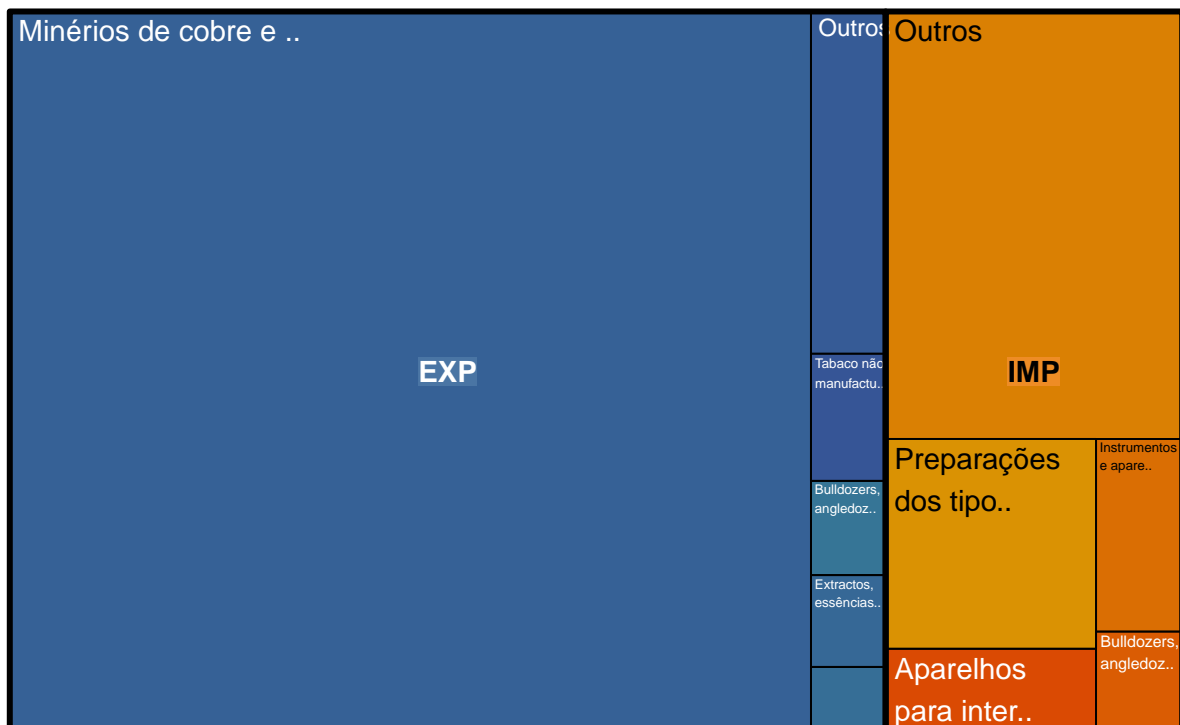 Minérios de cobre e ..
EXP
Outros
Tabaco não
manufactu..
Bulldozers,
angledoz..
Extractos,
essências..
Outros
IMP
Preparações
dos tipo..
Instrumentos
e apare..
Aparelhos
para inter..
Bulldozers,
angledoz..